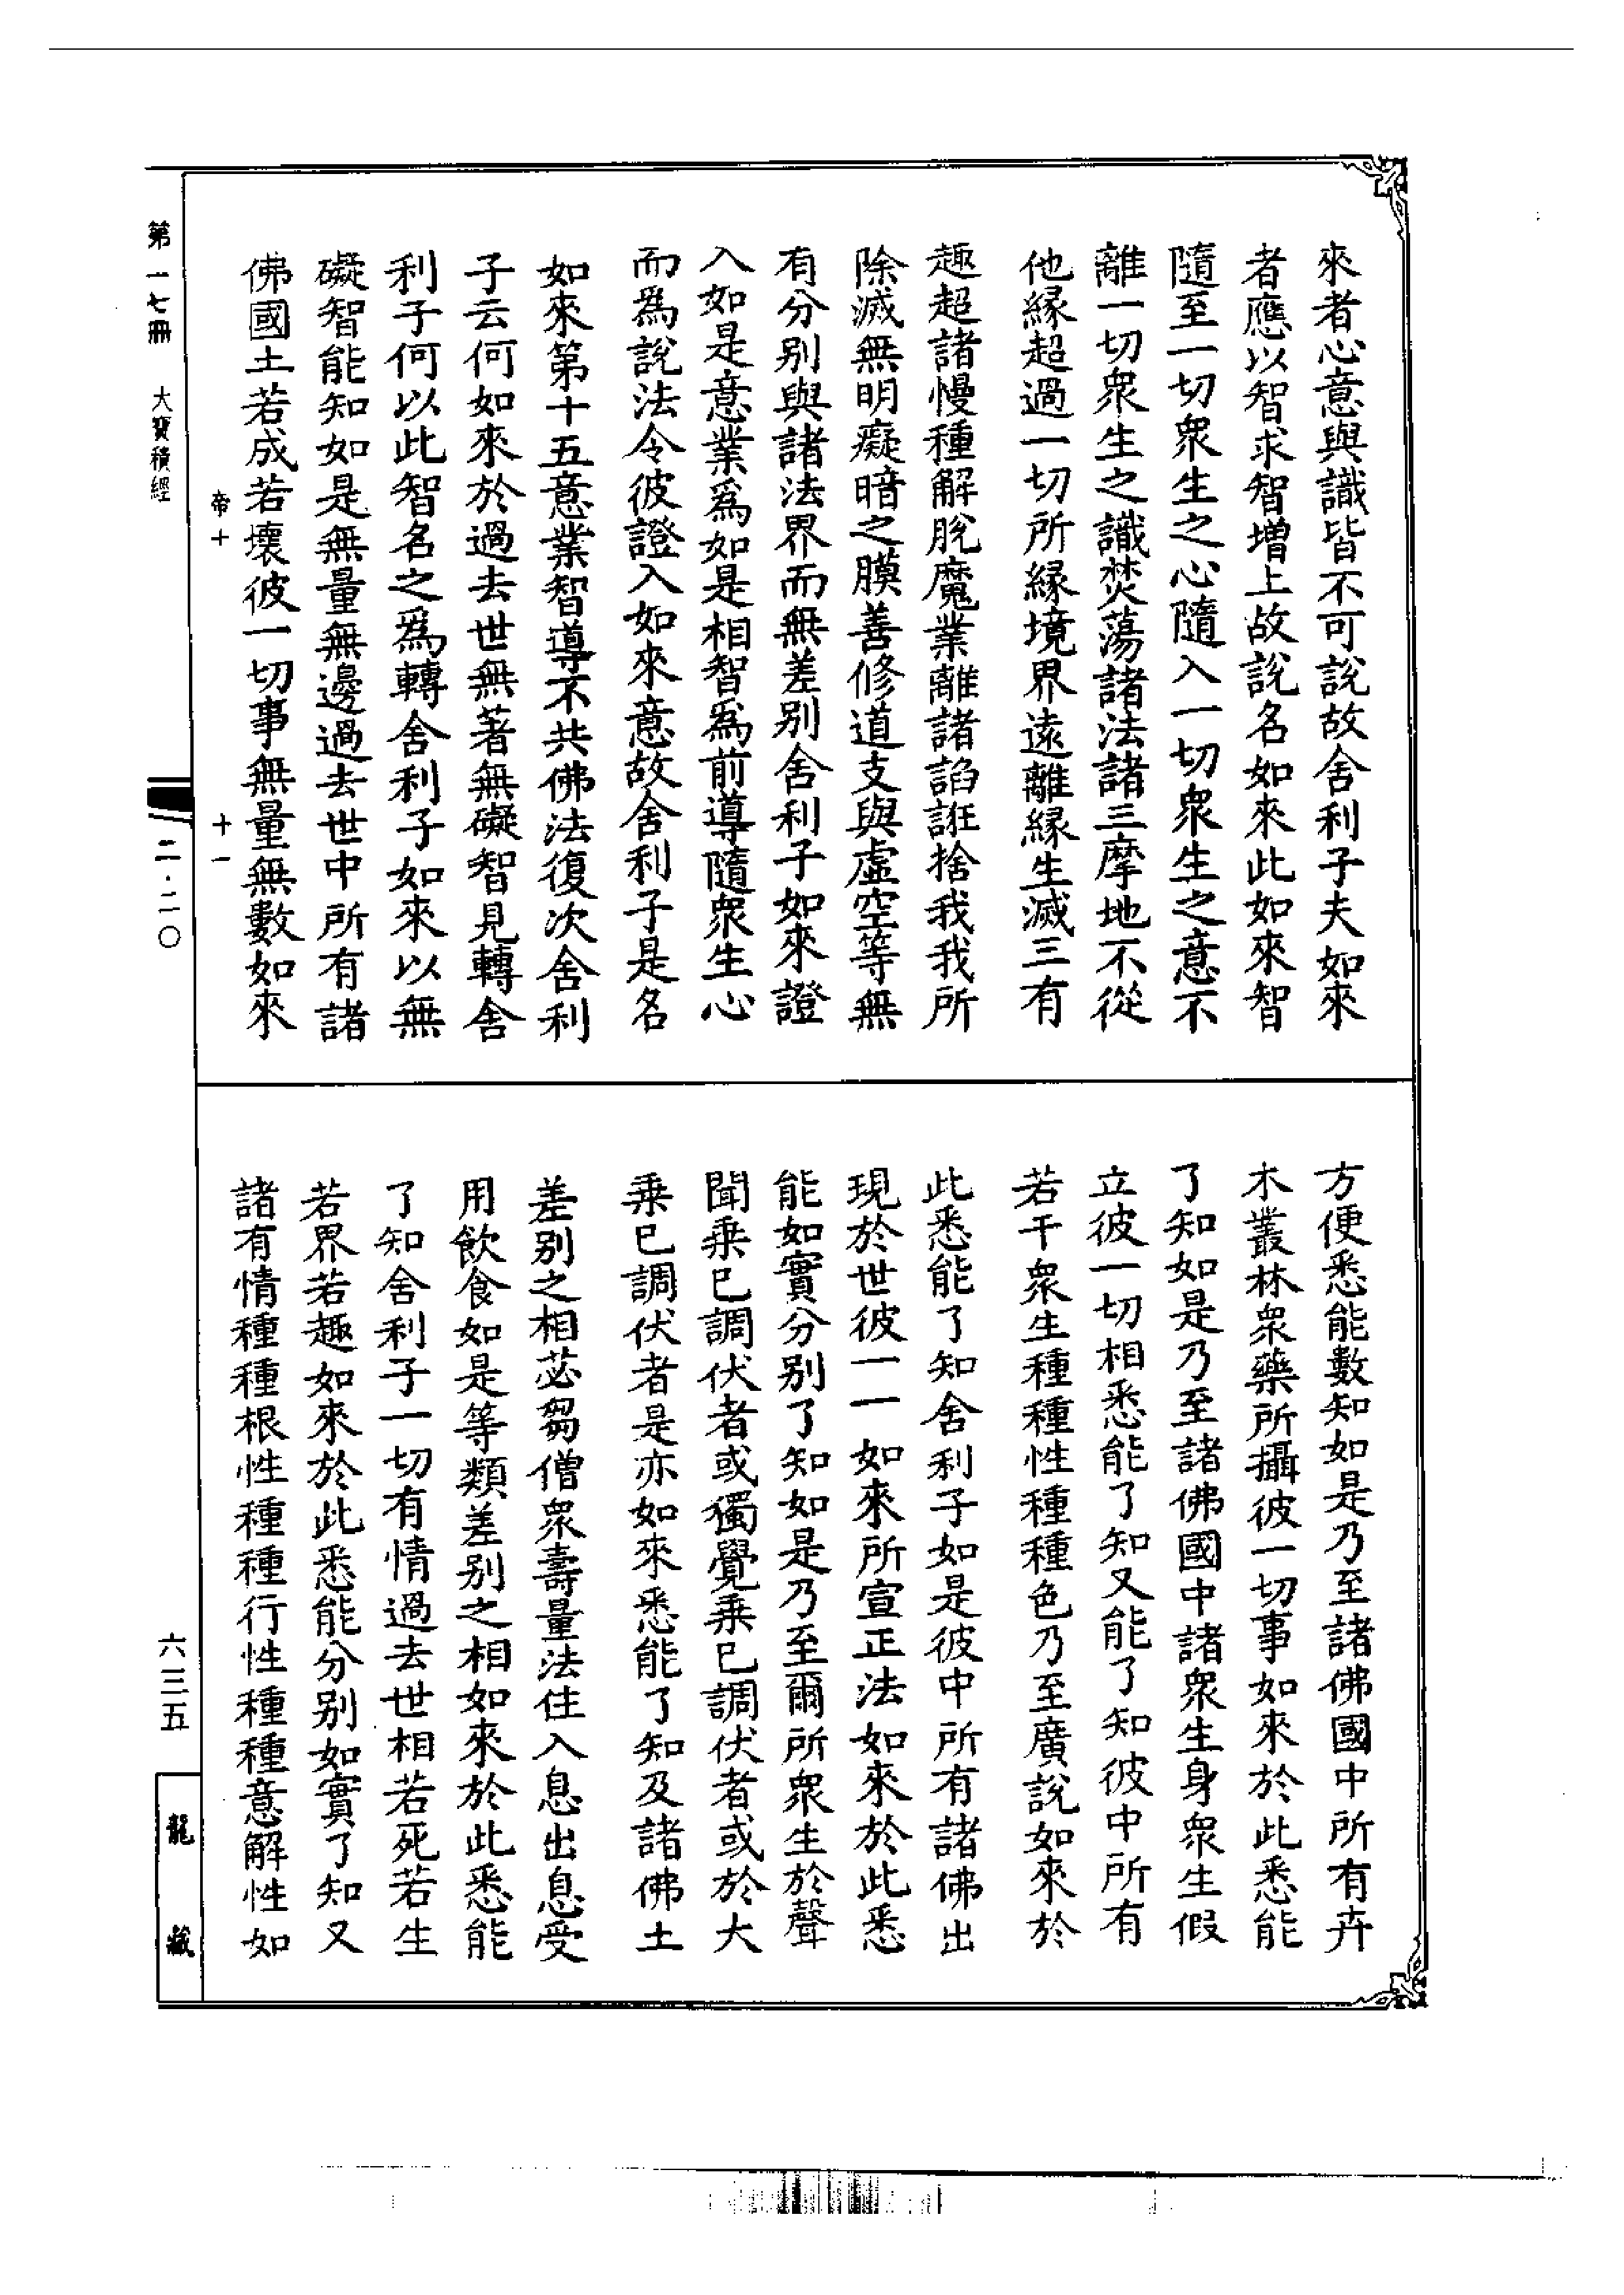 來者心意與識皆不可說故舍利子夫如來
者應以智求智增上故說名如來此如來智
隨至一切衆生之心隨入一切衆生之意不
離一切衆生之識焚蕩諸法諸三摩地不從
他緣超過一切所緣境界遠離緣生滅三有
趣超諸慢種解脫魔業離諸諂誑捨我我所
除滅無明癡暗之膜善修道支與虛空等無
有分別與諸法界而無差別舍利子如來證
入如是意業爲如是相智爲前導隨衆生心
而爲說法令彼證入如來意故舍利子是名
如來第十五意業智導不共佛法復次舍利
子云何如來於過去世無著無礙智見轉舍
利子何以此智名之爲轉舍利子如來以無
礙智能知如是無量無邊過去世中所有諸
佛國土若成若壞彼一切事無量無數如來
方便悉能數知如是乃至諸佛國中所有卉
木叢林衆藥所攝彼一切事如來於此悉能
了知如是乃至諸佛國中諸衆生身衆生假
立彼一切相悉能了知又能了知彼中所有
若干衆生種種性種種色乃至廣說如來於
此悉能了知舍利子如是彼中所有諸佛出
現於世彼一一如來所宣正法如來於此悉
能如實分別了知如是乃至爾所衆生於聲
聞乘已調伏者或獨覺乘已調伏者或於大
乘已調伏者是亦如來悉能了知及諸佛土
差別之相苾芻僧衆壽量法住入息出息受
用飲食如是等類差別之相如來於此悉能
了知舍利子一切有情過去世相若死若生
若界若趣如來於此悉能分別如實了知又
諸有情種種根性種種行性種種意解性如
帝十 十一
第一七冊 大寶積經 二·二〇 六三五 龍藏